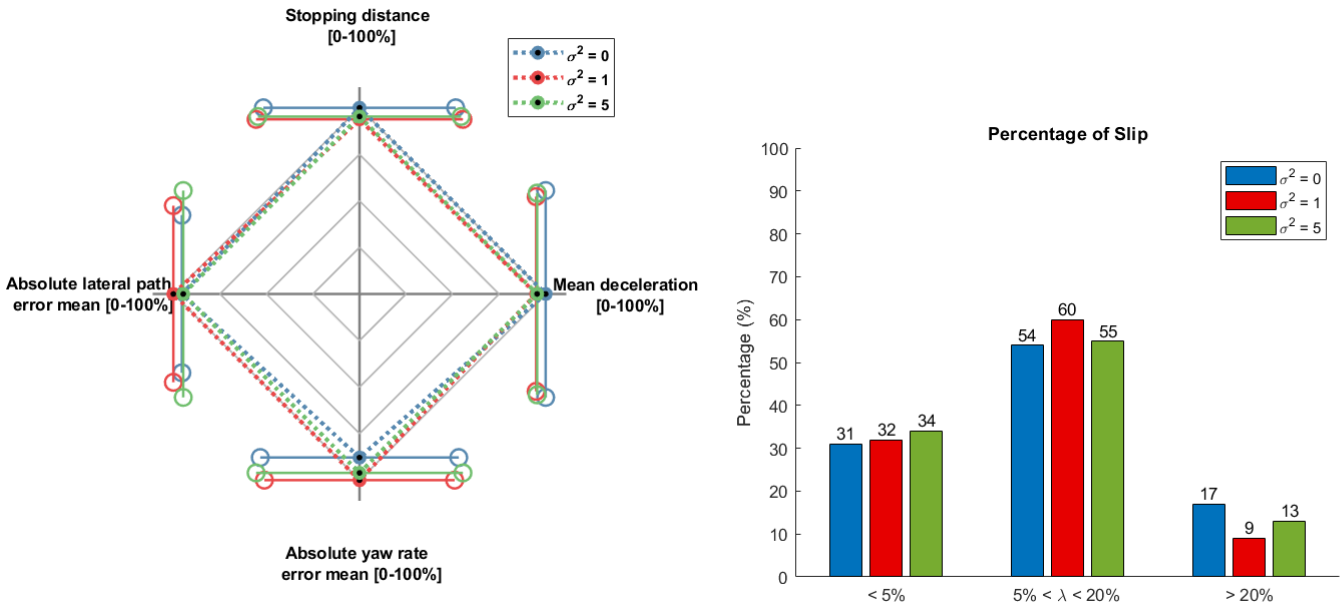 Stopping distance
[0-100%]
σ² = 0
σ² = 1
σ² = 5
Absolute lateral path
error mean [0-100%]
Mean deceleration
[0-100%]
Absolute yaw rate
error mean [0-100%]
Percentage of Slip
σ² = 0
σ² = 1
σ² = 5
Percentage (%)
100
90
80
70
60
50
40
30
20
10
0
31
32
34
54
60
55
17
9
13
< 5%
5% < λ < 20%
> 20%